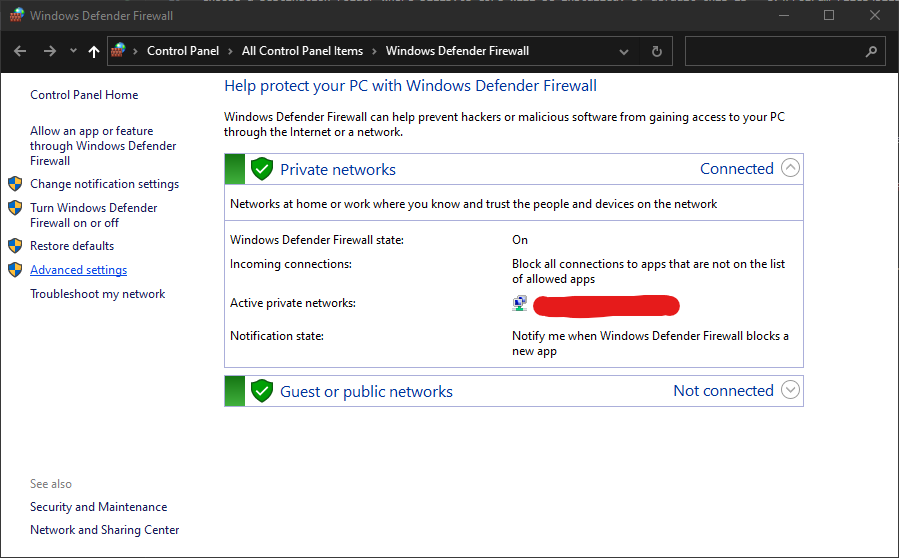 Windows Defender Firewall
Control Panel
All Control Panel Items
Windows Defender Firewall
Control Panel Home
Allow an app or feature
through Windows Defender
Firewall
Change notification settings
Turn Windows Defender
Firewall on or off
Restore defaults
Advanced settings
Troubleshoot my network
See also
Security and Maintenance
Network and Sharing Center
Help protect your PC with Windows Defender Firewall
Windows Defender Firewall can help prevent hackers or malicious software from gaining access to your PC
through the Internet or a network.
Private networks
Connected
Networks at home or work where you know and trust the people and devices on the network
Windows Defender Firewall state:
On
Incoming connections:
Block all connections to apps that are not on the list
of allowed apps
Active private networks:
Notification state:
Notify me when Windows Defender Firewall blocks a
new app
Guest or public networks
Not connected